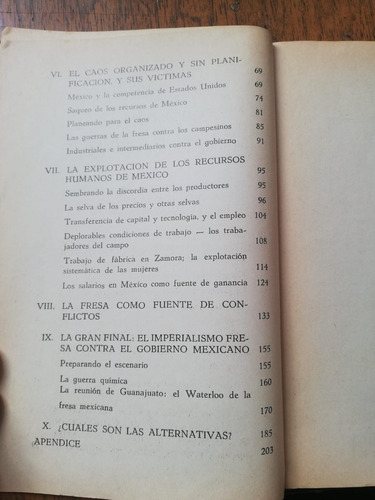 VI. EL CAOS ORGANIZADO Y SIN PLANI-
FICACION, Y SUS VICTIMAS 69
México y la competencia de Estados Unidos 69
Saqueo de los recursos de México 74
Planeando para el caos 81
Las guerras de la fresa contra los campesinos 85
Industriales e intermediarios contra el gobierno 91
VII. LA EXPLOTACION DE LOS RECURSOS
HUMANOS DE MEXICO 95
Sembrando la discordia entre los productores 95
La selva de los precios y otras selvas 96
Transferencia de capital y tecnología, y el empleo 104
Deplorables condiciones de trabajo — los traba-
jadores del campo 108
Trabajo de fábrica en Zamora; la explotación
sistemática de las mujeres 114
Los salarios en México como fuente de ganancia 124
VIII. LA FRESA COMO FUENTE DE CON-
FLICTOS 133
IX. LA GRAN FINAL: EL IMPERIALISMO FRE-
SA CONTRA EL GOBIERNO MEXICANO 155
Preparando el escenario 155
La guerra química 160
La reunión de Guanajuato: el Waterloo de la
fresa mexicana 170
X. ¿CUALES SON LAS ALTERNATIVAS? 185
APENDICE 203